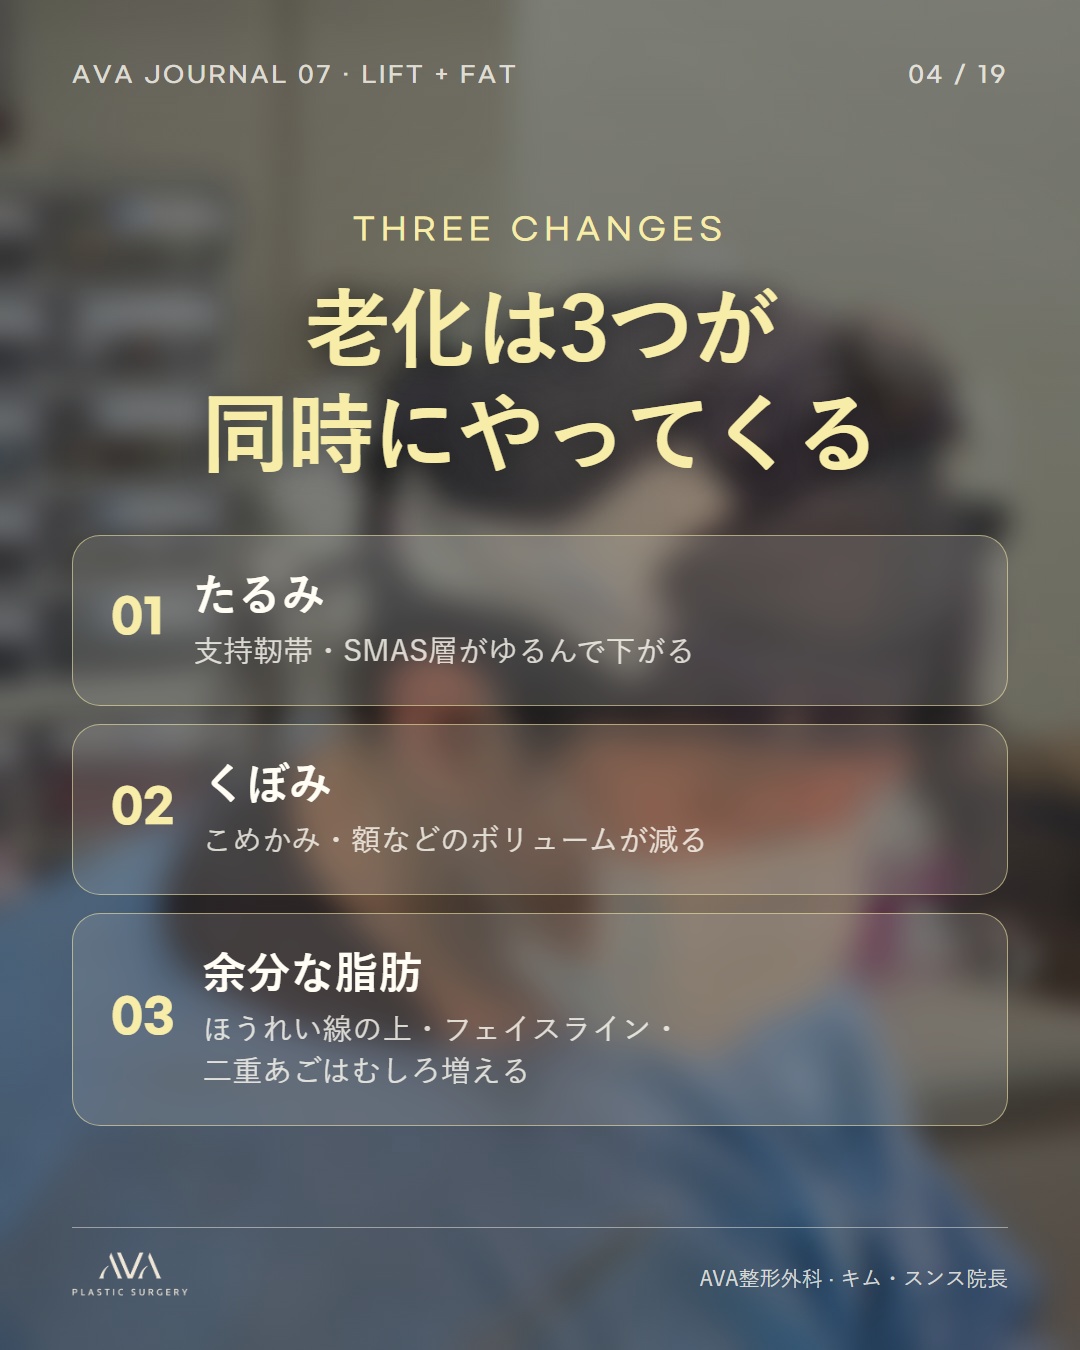 AVA JOURNAL 07 · LIFT + FAT
04 / 19
THREE CHANGES
老化は3つが
同時にやってくる
01
たるみ
支持靭帯・SMAS層がゆるんで下がる
02
くぼみ
こめかみ・額などのボリュームが減る
03
余分な脂肪
ほうれい線の上・フェイスライン・
二重あごはむしろ増える
AVA
PLASTIC SURGERY
AVA整形外科 · キム・スンス院長